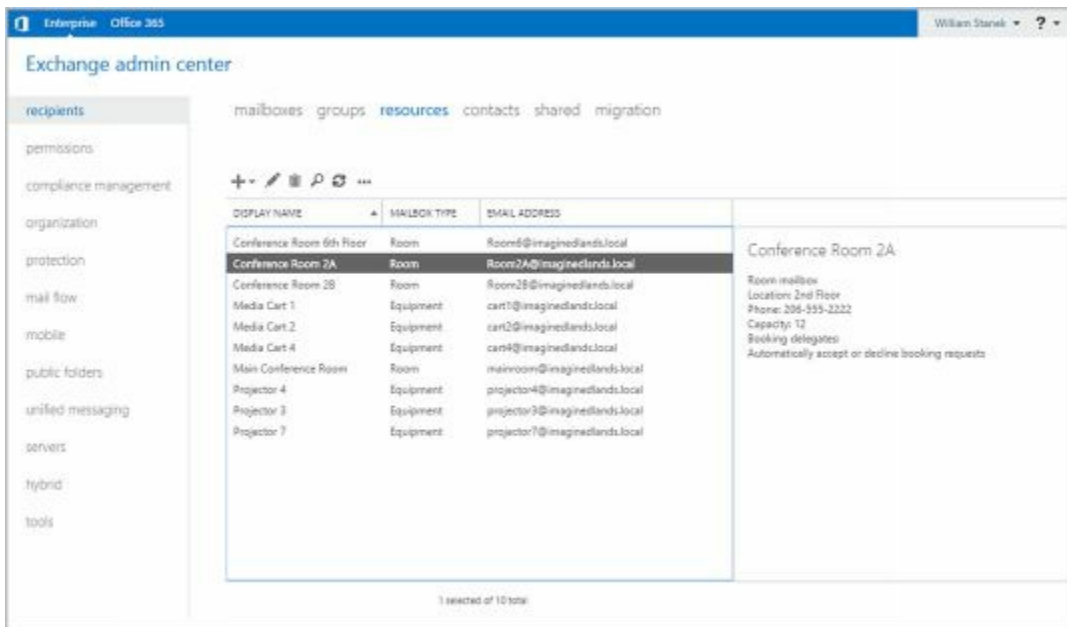 Enterprise Office 365
William Stanek ?
Exchange admin center
recipients
permissions
compliance management
organization
protection
mail flow
mobile
public folders
unified messaging
servers
hybrid
tools
mailboxes groups resources contacts shared migration
DISPLAY NAME MAILBOX TYPE EMAIL ADDRESS
Conference Room 6th Floor Room Room6@imaginedlands.local
Conference Room 2A Room Room2A@imaginedlands.local
Conference Room 2B Room Room2B@imaginedlands.local
Media Cart 1 Equipment cart1@imaginedlands.local
Media Cart 2 Equipment cart2@imaginedlands.local
Media Cart 4 Equipment cart4@imaginedlands.local
Main Conference Room Room mainroom@imaginedlands.local
Projector 4 Equipment projector4@imaginedlands.local
Projector 3 Equipment projector3@imaginedlands.local
Projector 7 Equipment projector7@imaginedlands.local
1 selected of 10 total
Conference Room 2A
Room mailbox
Location: 2nd Floor
Phone: 206-555-2222
Capacity: 12
Booking delegates:
Automatically accept or decline booking requests